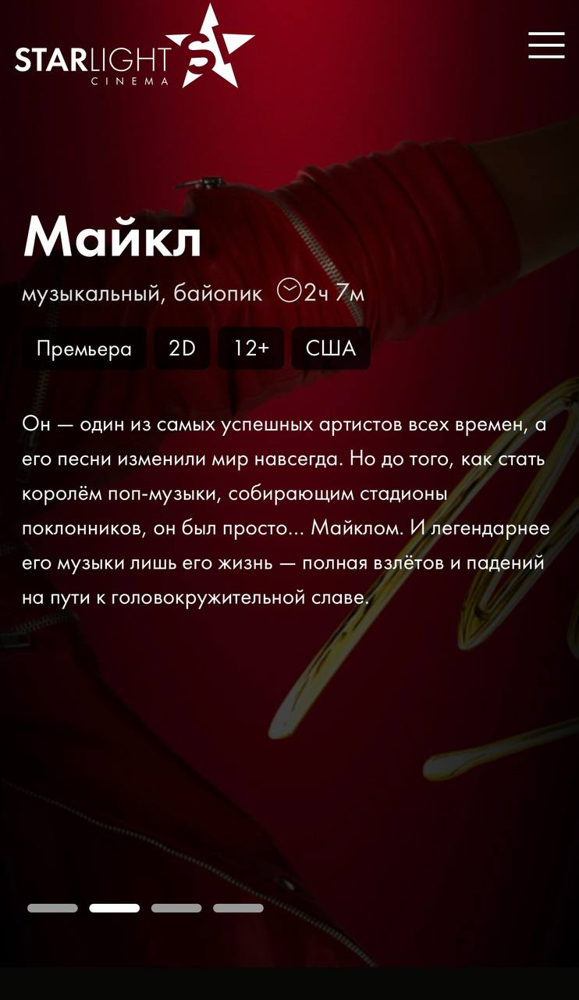 STARLIGHT
CINEMA
SL
Майкл
музыкальный, байопик 2ч 7м
Премьера 2D 12+ США
Он — один из самых успешных артистов всех времен, а
его песни изменили мир навсегда. Но до того, как стать
королём поп-музыки, собирающим стадионы
поклонников, он был просто... Майклом. И легендарнее
его музыки лишь его жизнь — полная взлётов и падений
на пути к головокружительной славе.